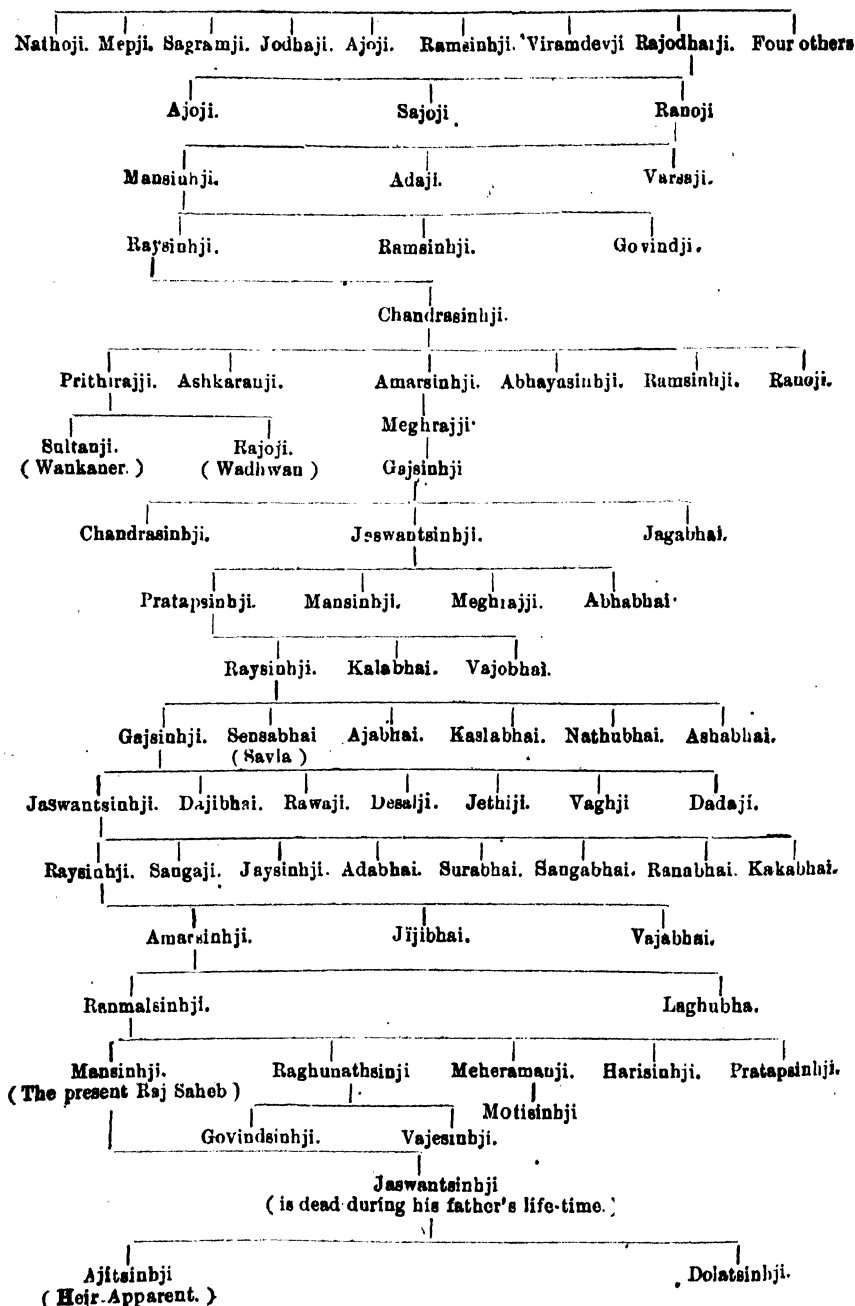 Nathoji. Mepji. Sagramji. Jodhaji. Ajoji. Ramsinhji. Viramdevji Rajodharji. Four others
Ajoji. Sajoji Ranoji
Mansinhji. Adaji. Varsaji.
Raysinhji. Ramsinhji. Govindji.
Chandrasinhji.
Prithirajji. Ashkaranji. Amarsinhji. Abhayasinhji. Ramsinhji. Ranoji.
Meghrajji.
Sultanji. Rajoji.
( Wankaner. ) ( Wadhwan )
Gajsinhji
Chandrasinhji. Jaswantsinhji. Jagabhai.
Pratapsinhji. Mansinhji. Meghrajji. Abhabhai.
Raysinhji. Kalabhai. Vajobhai.
Gajsinhji. Sensabhai Ajabhai. Kaslabhai. Nathubhai. Ashabhai.
( Savla )
Jaswantsinhji. Dajibhai. Rawaji. Desalji. Jethiji. Vaghji Dadaji.
Raysinhji. Sangaji. Jaysinhji. Adabhai. Surabhai. Sangabhai. Ranabhai. Kakabhai.
Amarsinhji. Jijibhai. Vajabhai.
Ranmalsinhji. Laghubha.
Mansinhji. Raghunathsinji Meheramanji. Harisinhji. Pratapsinhji.
( The present Raj Saheb )
Motisinhji
Govindsinhji. Vajesinhji.
Jaswantsinhji
( is dead during his father's life-time. )
Ajitsinhji Dolatsinhji.
( Heir-Apparent. )